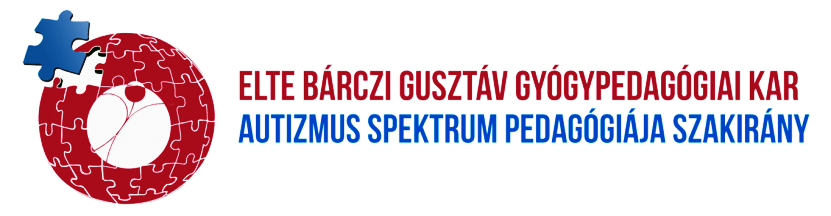 ELTE BÁRCZI GUSZTÁV GYÓGYPEDAGÓGIAI KAR
AUTIZMUS SPEKTRUM PEDAGÓGIÁJA SZAKIRÁNY